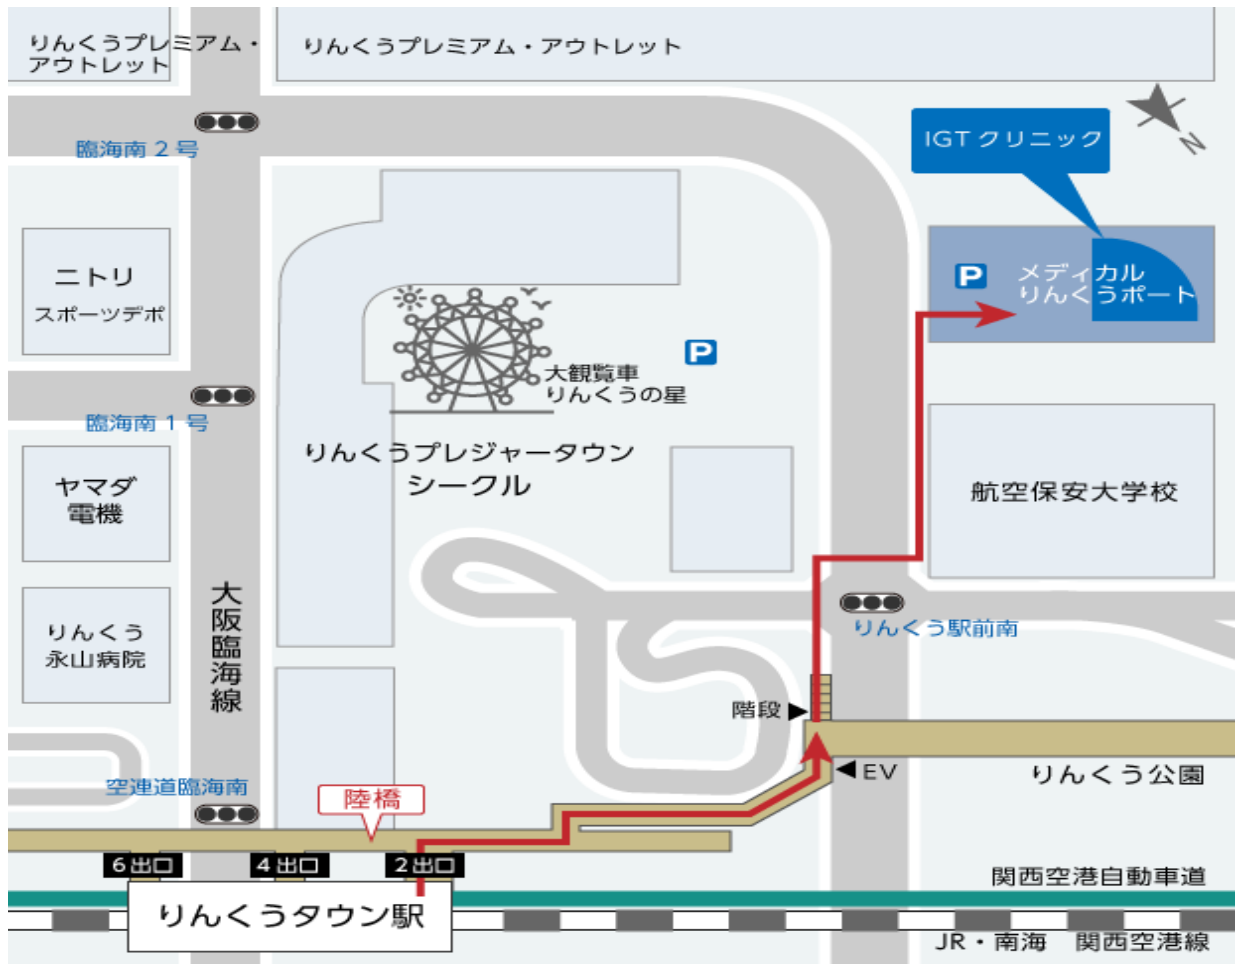 りんくうプレミアム・
アウトレット
りんくうプレミアム・アウトレット
臨海南2号
IGTクリニック
N
ニトリ
スポーツデポ
P
メディカル
りんくうポート
P
大観覧車
りんくうの星
臨海南1号
りんくうプレジャータウン
シークル
ヤマダ
電機
航空保安大学校
大阪臨海線
りんくう
永山病院
りんくう駅前南
階段
EV
りんくう公園
空連道臨海南
陸橋
6出口
4出口
2出口
りんくうタウン駅
関西空港自動車道
JR・南海 関西空港線